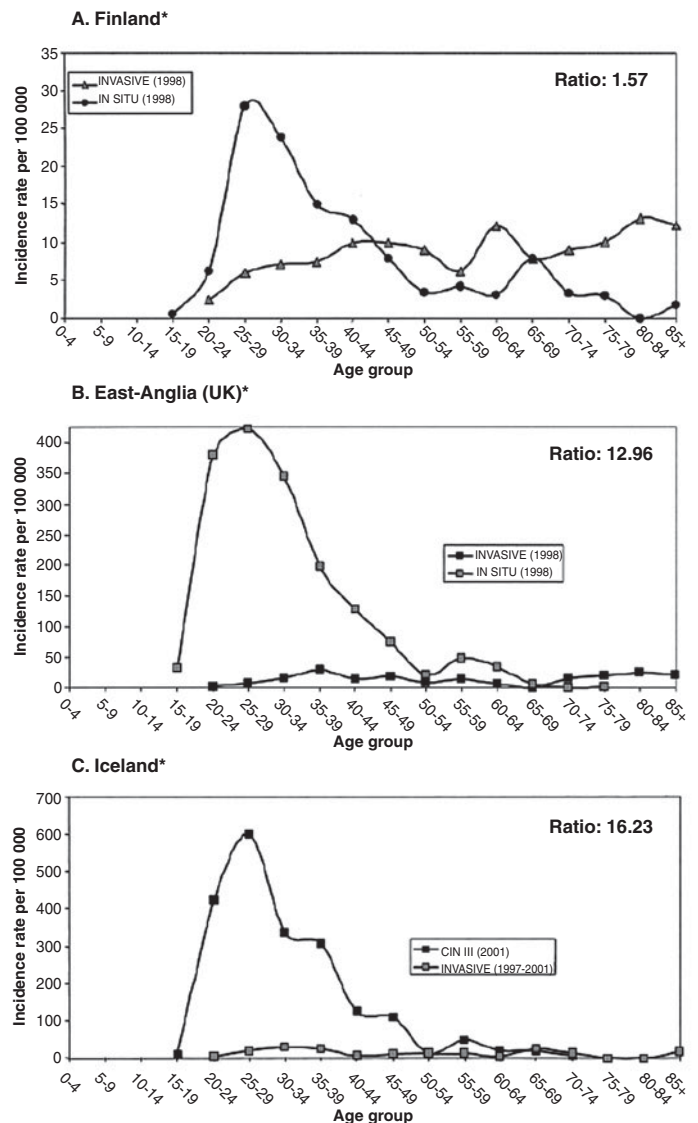 A. Finland*
35
30
25
20
15
10
5
0
Incidence rate per 100 000
INVASIVE (1998)
IN SITU (1998)
Ratio: 1.57
0-4 5-9 10-14 15-19 20-24 25-29 30-34 35-39 40-44 45-49 50-54 55-59 60-64 65-69 70-74 75-79 80-84 85+
Age group
B. East-Anglia (UK)*
400
350
300
250
200
150
100
50
0
Incidence rate per 100 000
Ratio: 12.96
INVASIVE (1998)
IN SITU (1998)
0-4 5-9 10-14 15-19 20-24 25-29 30-34 35-39 40-44 45-49 50-54 55-59 60-64 65-69 70-74 75-79 80-84 85+
Age group
C. Iceland*
700
600
500
400
300
200
100
0
Incidence rate per 100 000
Ratio: 16.23
CIN III (2001)
INVASIVE (1997-2001)
0-4 5-9 10-14 15-19 20-24 25-29 30-34 35-39 40-44 45-49 50-54 55-59 60-64 65-69 70-74 75-79 80-84 85+
Age group